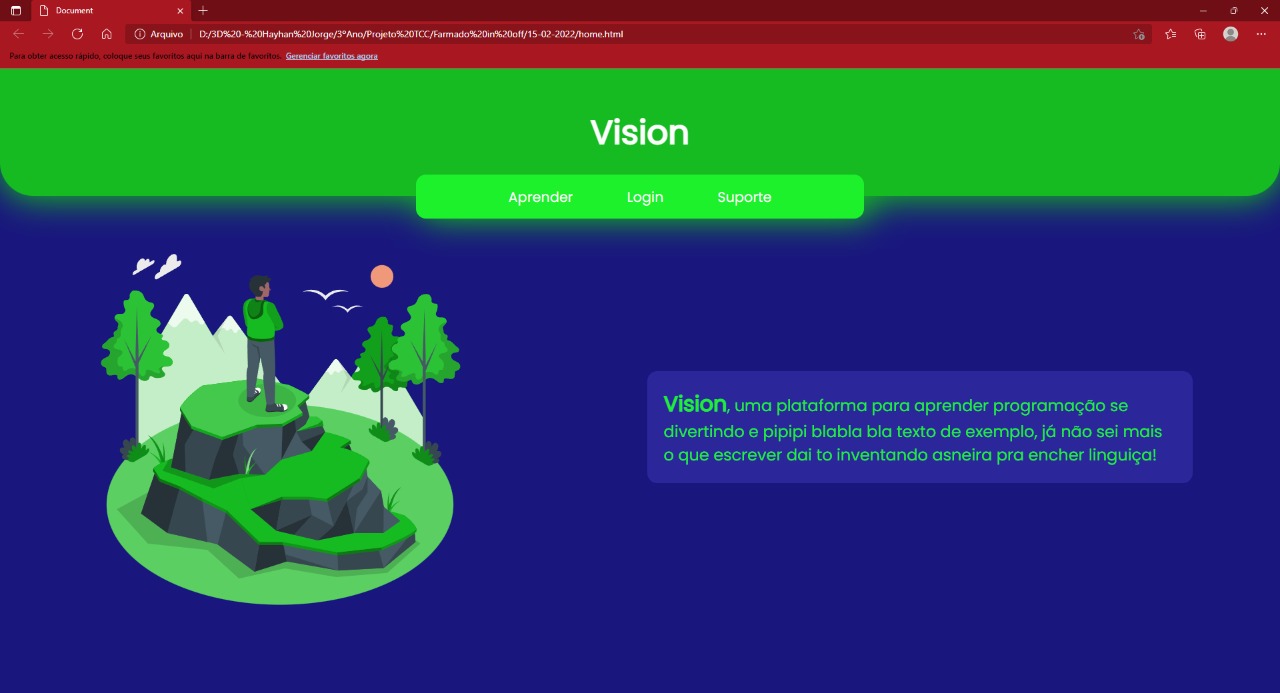 Document
Arquivo
D:/3D%20-%20Hayhan%20Jorge/3ºAno/Projeto%20TCC/Farmado%20in%20off/15-02-2022/home.html
Para obter acesso rápido, coloque seus favoritos aqui na barra de favoritos. Gerenciar favoritos agora
Vision
Aprender Login Suporte
Vision, uma plataforma para aprender programação se
divertindo e pipipi blabla bla texto de exemplo, já não sei mais
o que escrever dai to inventando asneira pra encher linguiça!